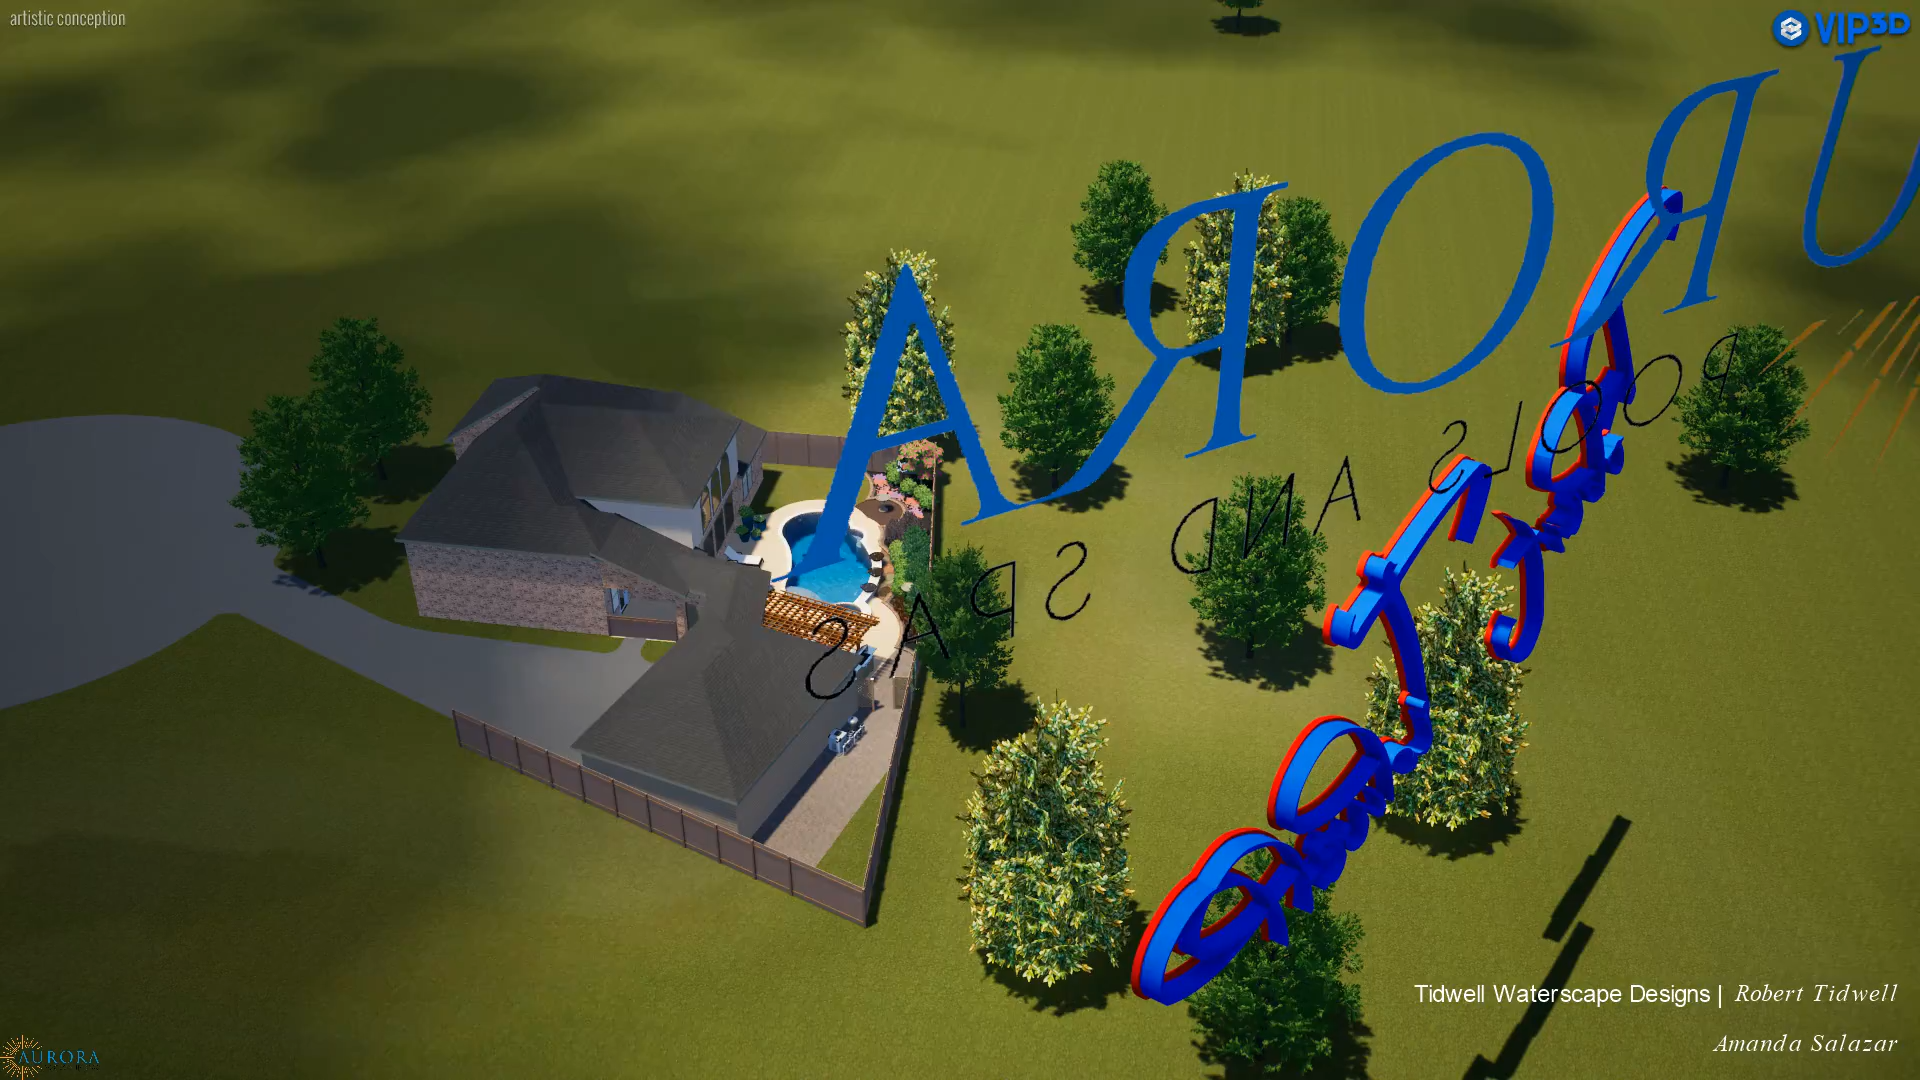 artistic conception
VIP3D
AURORA
POOLS AND SPAS
Tidwell Waterscape Designs | Robert Tidwell
Amanda Salazar
AURORA